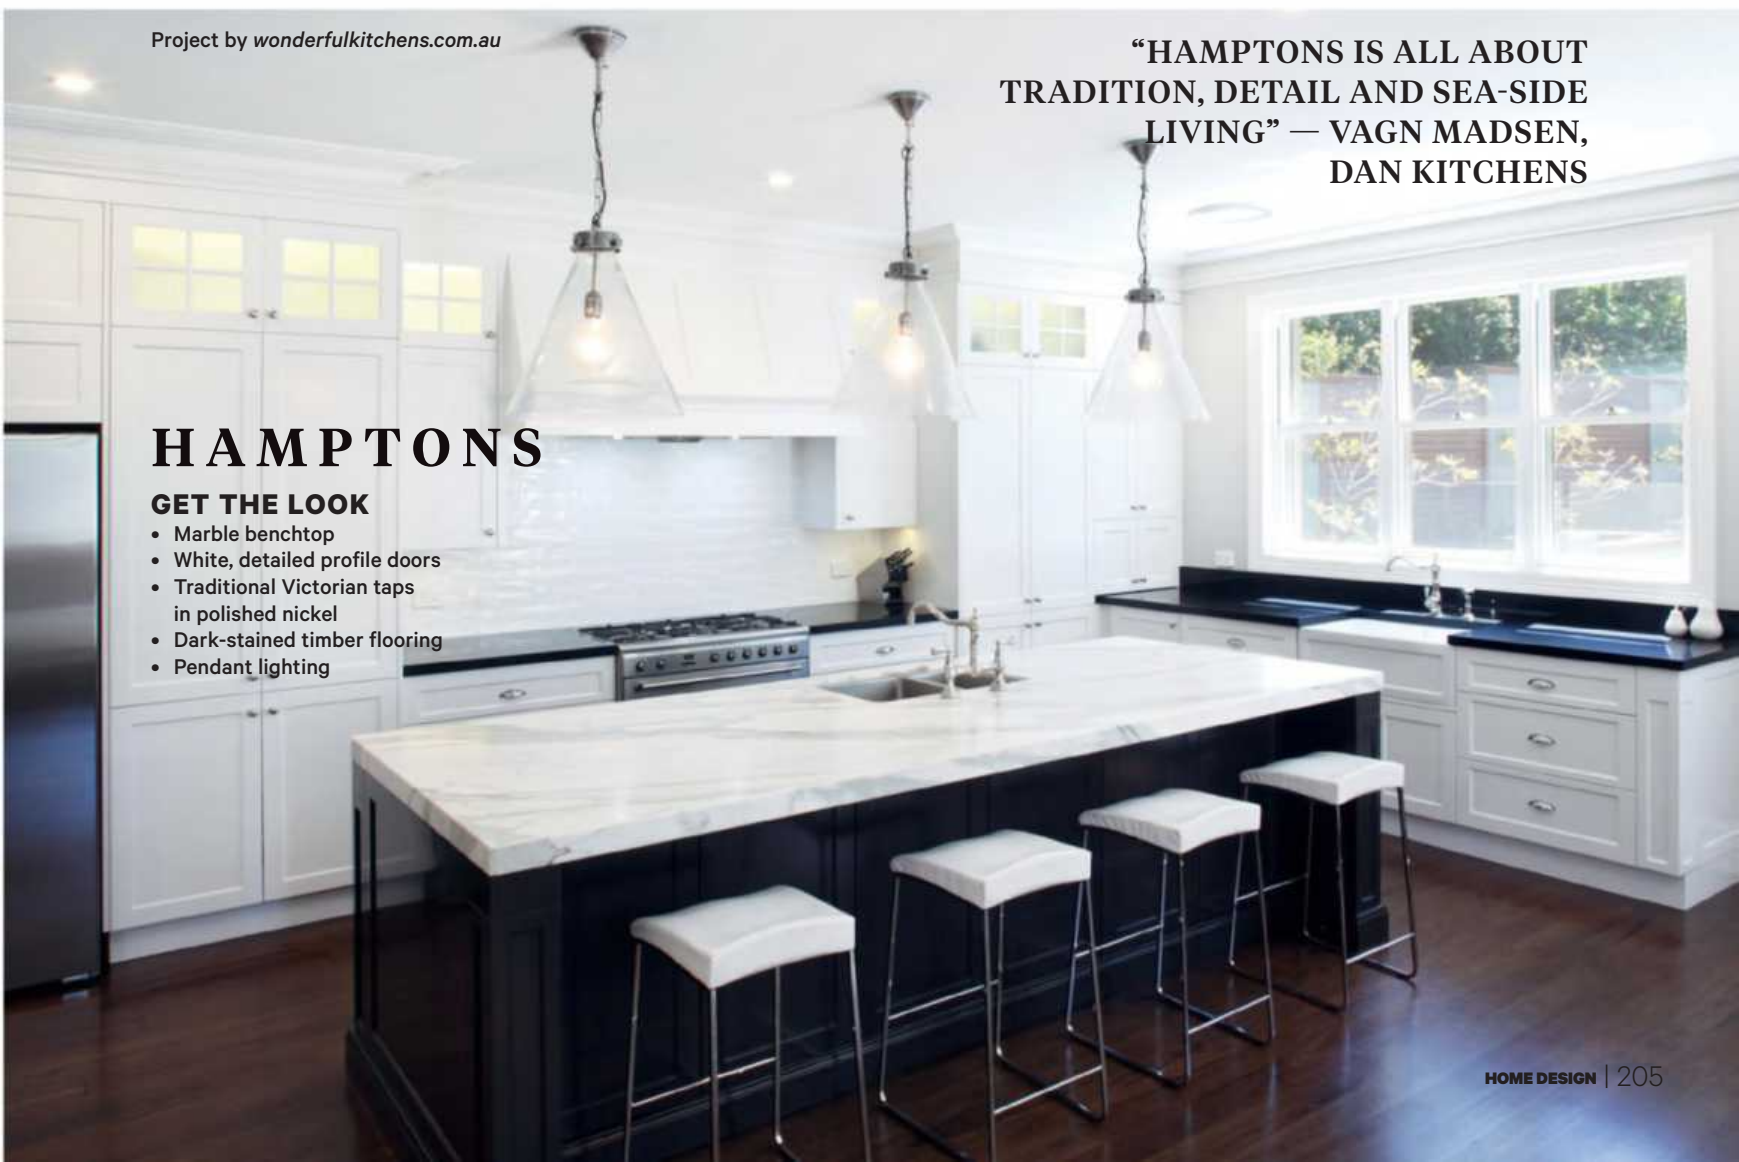 Project by wonderfulkitchens.com.au
“HAMPTONS IS ALL ABOUT
TRADITION, DETAIL AND SEA-SIDE
LIVING” — VAGN MADSEN,
DAN KITCHENS
HAMPTONS
GET THE LOOK
• Marble benchtop
• White, detailed profile doors
• Traditional Victorian taps
in polished nickel
• Dark-stained timber flooring
• Pendant lighting
HOME DESIGN | 205